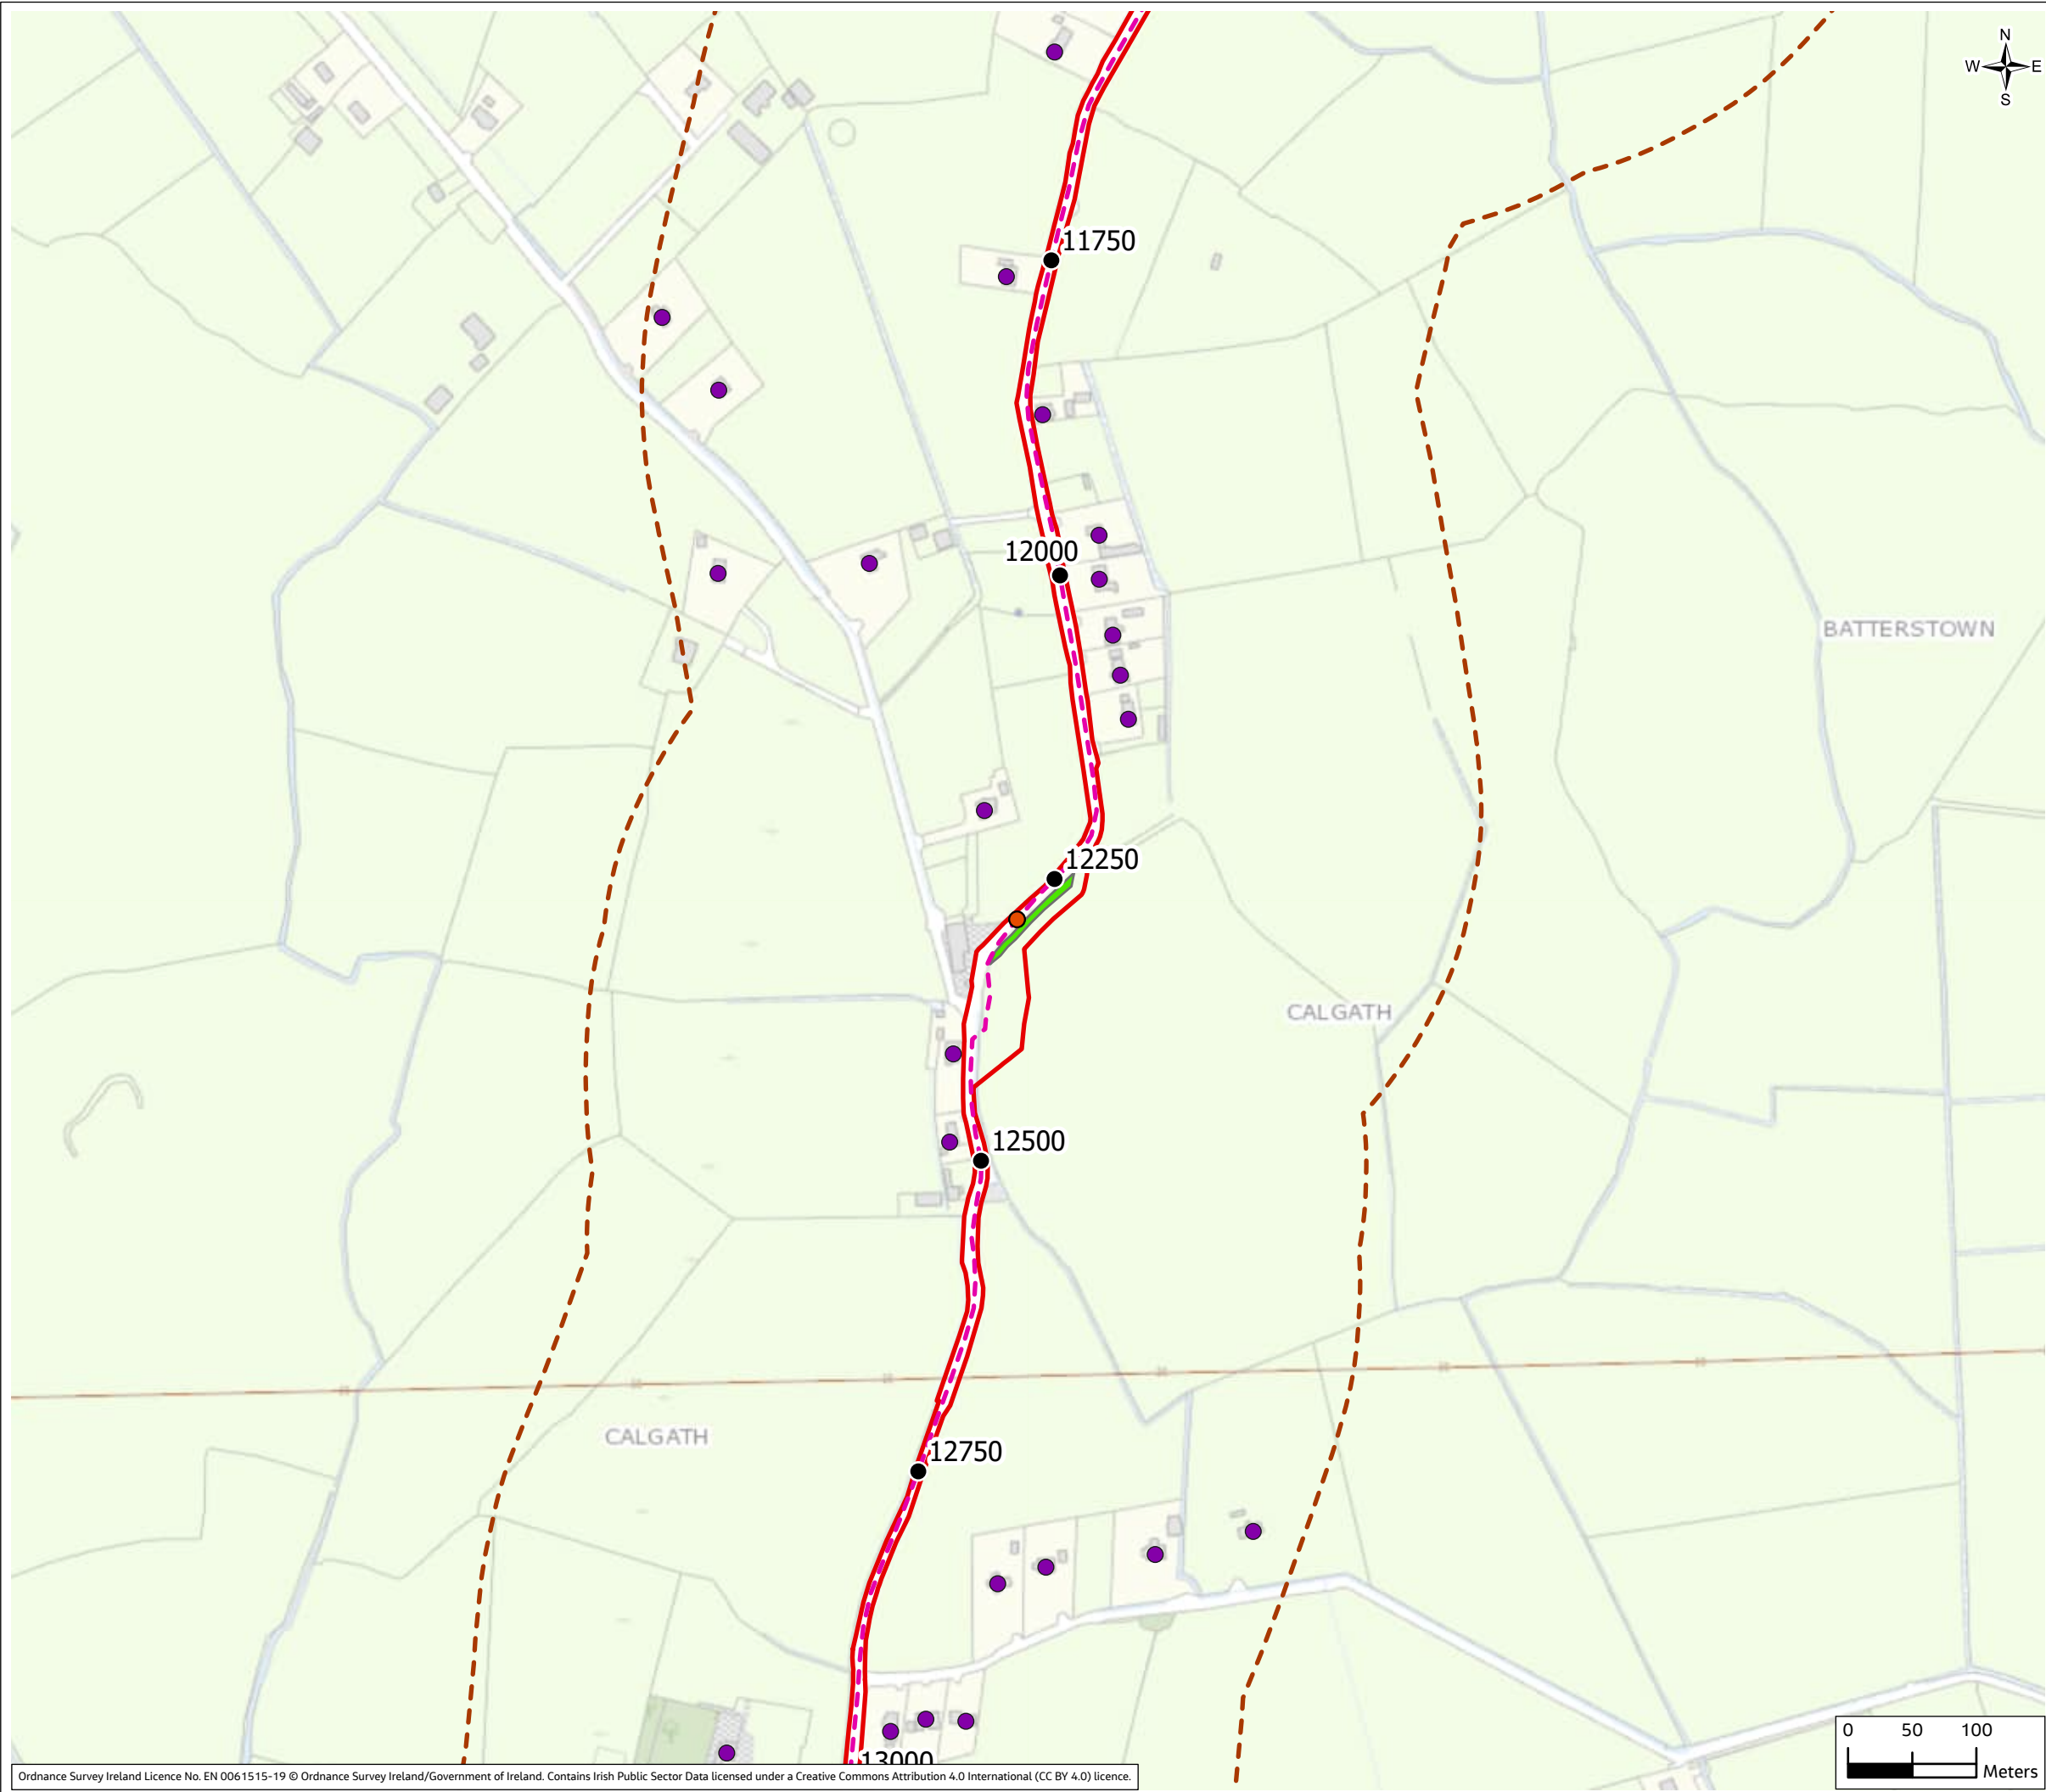 N
W E
S
11750
12000
BATTERSTOWN
12250
CALGATH
12500
CALGATH
12750
13000
0 50 100
Meters
Ordnance Survey Ireland Licence No. EN 0061515-19 © Ordnance Survey Ireland/Government of Ireland. Contains Irish Public Sector Data licensed under a Creative Commons Attribution 4.0 International (CC BY 4.0) licence.